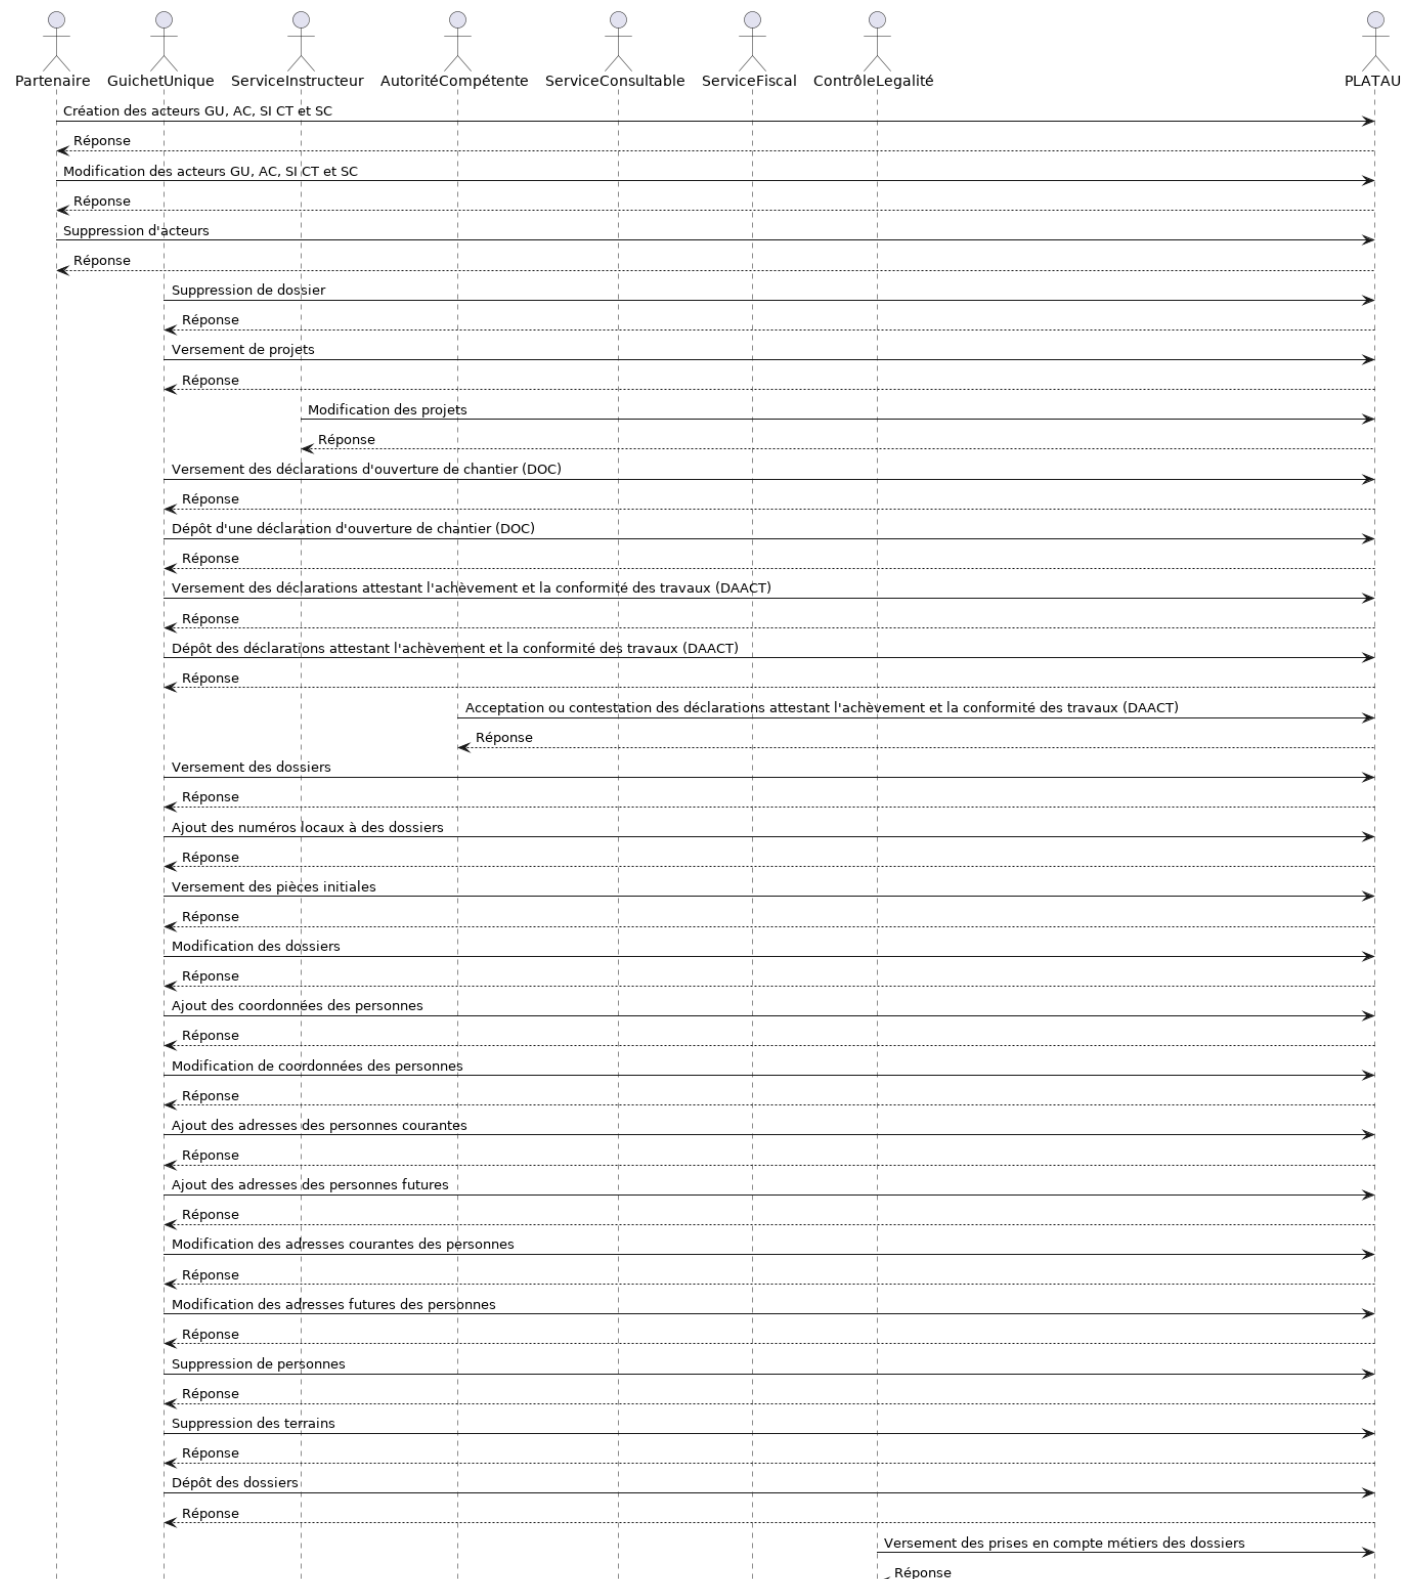 Partenaire GuichetUnique ServiceInstructeur AutoritéCompétente ServiceConsultable ServiceFiscal ContrôleLegalité PLATAU
Création des acteurs GU, AC, SI CT et SC
Réponse
Modification des acteurs GU, AC, SI CT et SC
Réponse
Suppression d'acteurs
Réponse
Suppression de dossier
Réponse
Versement de projets
Réponse
Modification des projets
Réponse
Versement des déclarations d'ouverture de chantier (DOC)
Réponse
Dépôt d'une déclaration d'ouverture de chantier (DOC)
Réponse
Versement des déclarations attestant l'achèvement et la conformité des travaux (DAACT)
Réponse
Dépôt des déclarations attestant l'achèvement et la conformité des travaux (DAACT)
Réponse
Acceptation ou contestation des déclarations attestant l'achèvement et la conformité des travaux (DAACT)
Réponse
Versement des dossiers
Réponse
Ajout des numéros locaux à des dossiers
Réponse
Versement des pièces initiales
Réponse
Modification des dossiers
Réponse
Ajout des coordonnées des personnes
Réponse
Modification de coordonnées des personnes
Réponse
Ajout des adresses des personnes courantes
Réponse
Ajout des adresses des personnes futures
Réponse
Modification des adresses courantes des personnes
Réponse
Modification des adresses futures des personnes
Réponse
Suppression de personnes
Réponse
Suppression des terrains
Réponse
Dépôt des dossiers
Réponse
Versement des prises en compte métiers des dossiers
Réponse